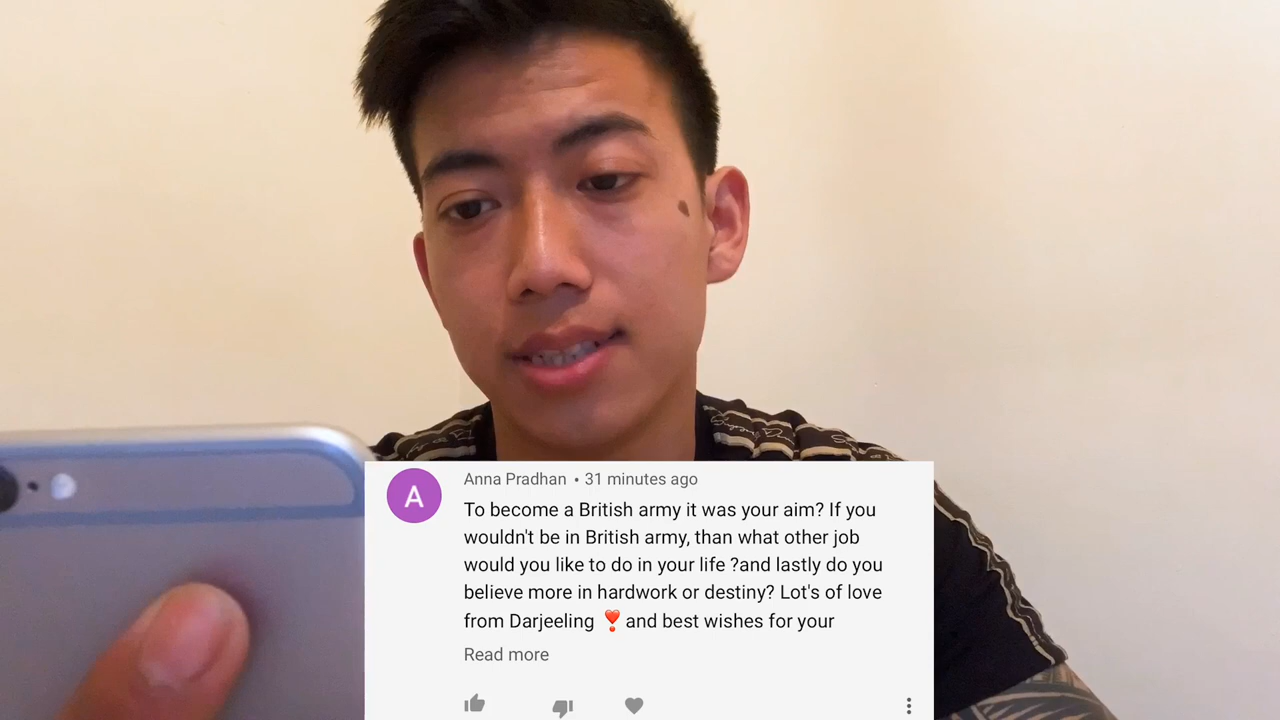 A
Anna Pradhan • 31 minutes ago
To become a British army it was your aim? If you
wouldn't be in British army, than what other job
would you like to do in your life ?and lastly do you
believe more in hardwork or destiny? Lot's of love
from Darjeeling ❣️ and best wishes for your
Read more